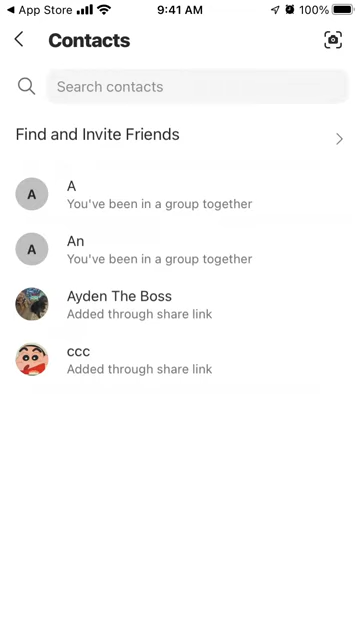 App Store 9:41 AM 100%
Contacts
Search contacts
Find and Invite Friends
A A
You've been in a group together
A An
You've been in a group together
Ayden The Boss
Added through share link
ccc
Added through share link